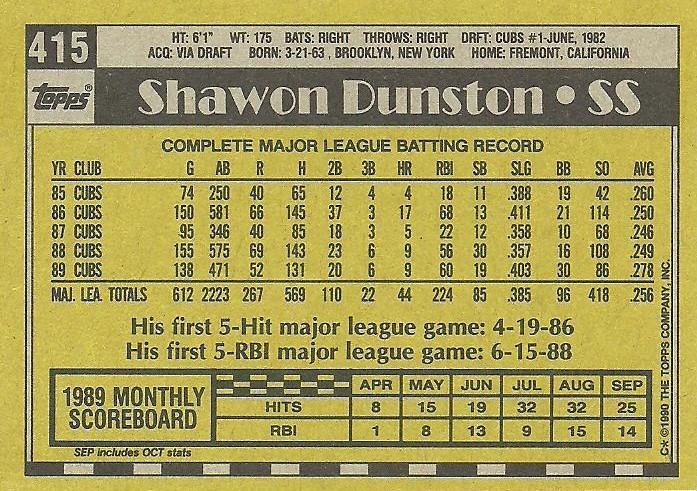 415
HT: 6'1" WT: 175 BATS: RIGHT THROWS: RIGHT DRFT: CUBS #1-JUNE, 1982
ACQ: VIA DRAFT BORN: 3-21-63 , BROOKLYN, NEW YORK HOME: FREMONT, CALIFORNIA
TOPPS®
Shawon Dunston • SS
COMPLETE MAJOR LEAGUE BATTING RECORD
YR CLUB G AB R H 2B 3B HR RBI SB SLG BB SO AVG
85 CUBS 74 250 40 65 12 4 4 18 11 .388 19 42 .260
86 CUBS 150 581 66 145 37 3 17 68 13 .411 21 114 .250
87 CUBS 95 346 40 85 18 3 5 22 12 .358 10 68 .246
88 CUBS 155 575 69 143 23 6 9 56 30 .357 16 108 .249
89 CUBS 138 471 52 131 20 6 9 60 19 .403 30 86 .278
MAJ. LEA. TOTALS 612 2223 267 569 110 22 44 224 85 .385 96 418 .256
His first 5-Hit major league game: 4-19-86
His first 5-RBI major league game: 6-15-88
1989 MONTHLY
SCOREBOARD
APR MAY JUN JUL AUG SEP
HITS 8 15 19 32 32 25
RBI 1 8 13 9 15 14
SEP includes OCT stats
C* ©1990 THE TOPPS COMPANY, INC.